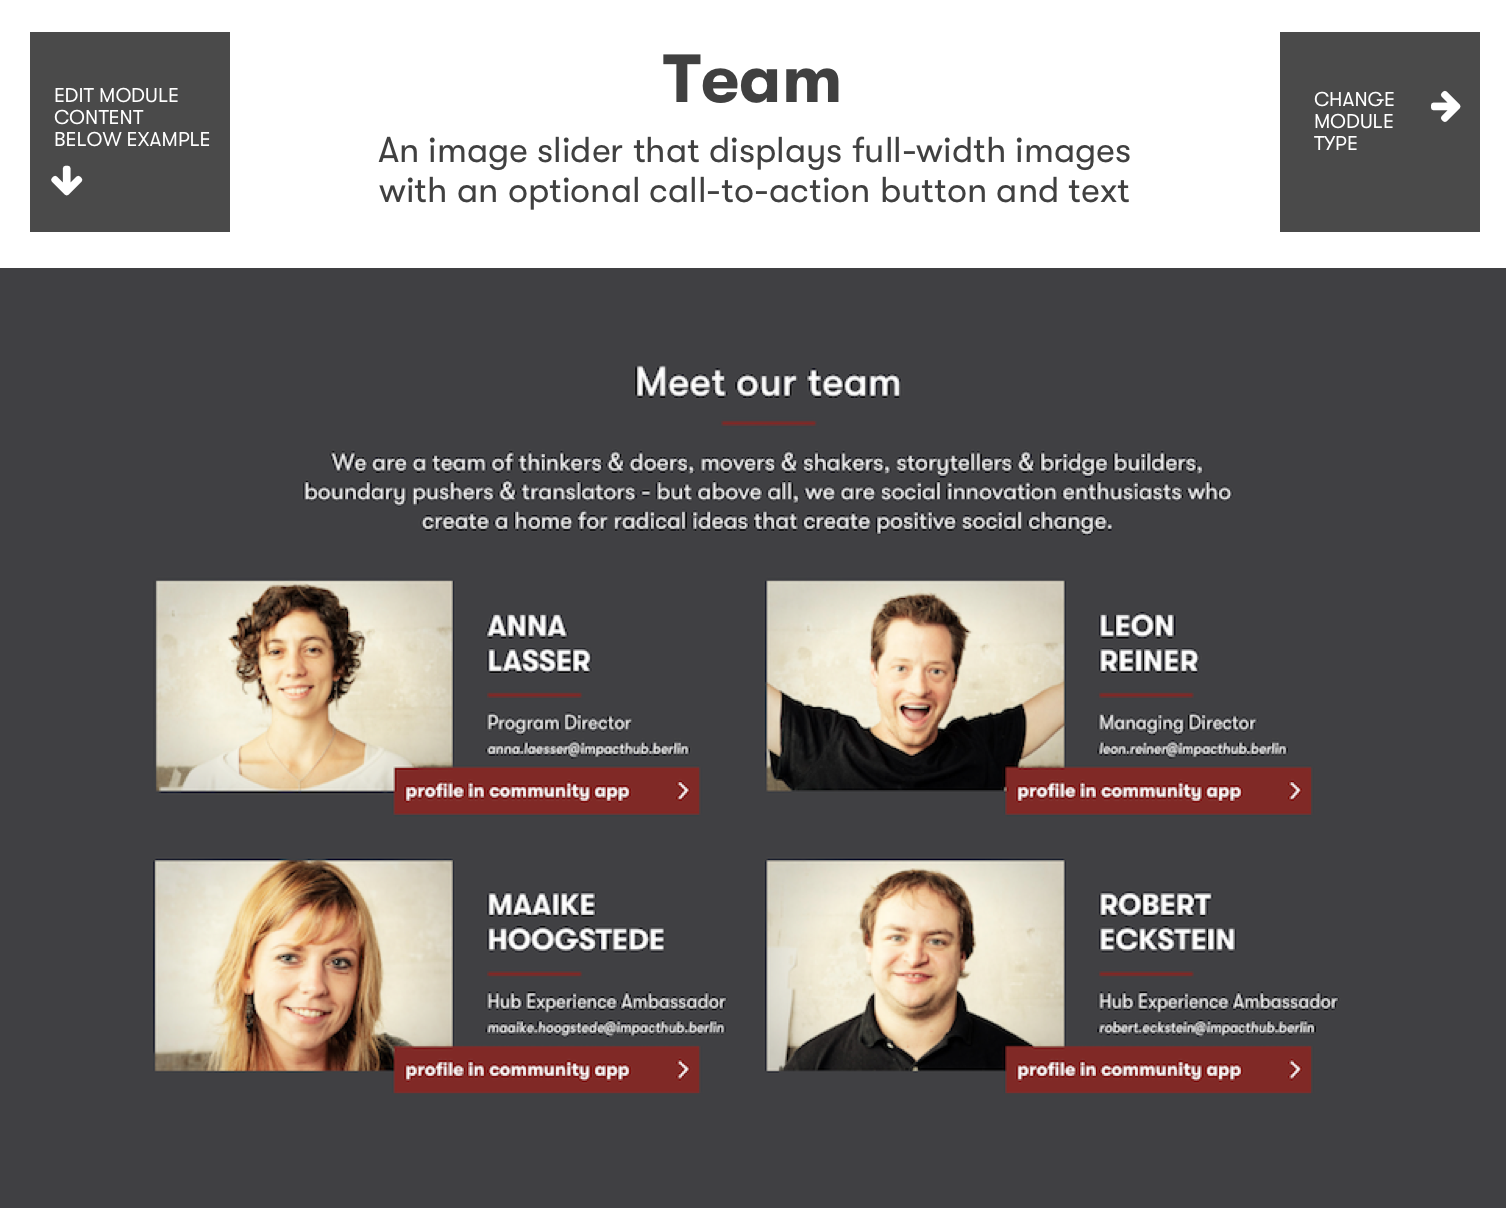 EDIT MODULE
CONTENT
BELOW EXAMPLE
Team
An image slider that displays full-width images
with an optional call-to-action button and text
CHANGE
MODULE
TYPE
Meet our team
We are a team of thinkers & doers, movers & shakers, storytellers & bridge builders,
boundary pushers & translators - but above all, we are social innovation enthusiasts who
create a home for radical ideas that create positive social change.
ANNA
LASSER
Program Director
anna.laesser@impacthub.berlin
profile in community app
LEON
REINER
Managing Director
leon.reiner@impacthub.berlin
profile in community app
MAAIKE
HOOGSTEDE
Hub Experience Ambassador
maaike.hoogstede@impacthub.berlin
profile in community app
ROBERT
ECKSTEIN
Hub Experience Ambassador
robert.eckstein@impacthub.berlin
profile in community app